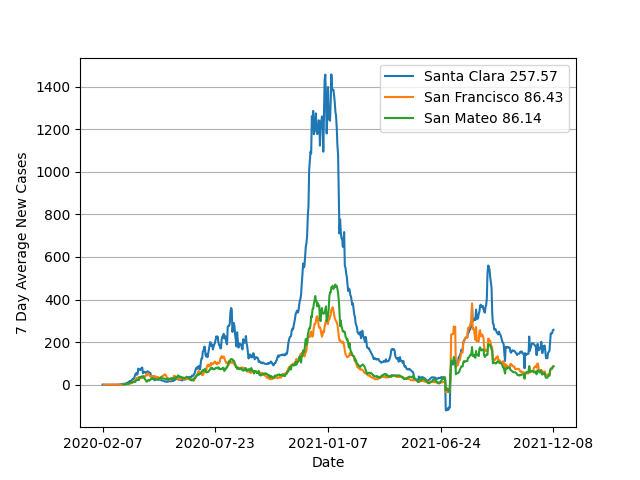 Santa Clara 257.57
San Francisco 86.43
San Mateo 86.14
7 Day Average New Cases
1400
1200
1000
800
600
400
200
0
2020-02-07
2020-07-23
2021-01-07
2021-06-24
2021-12-08
Date